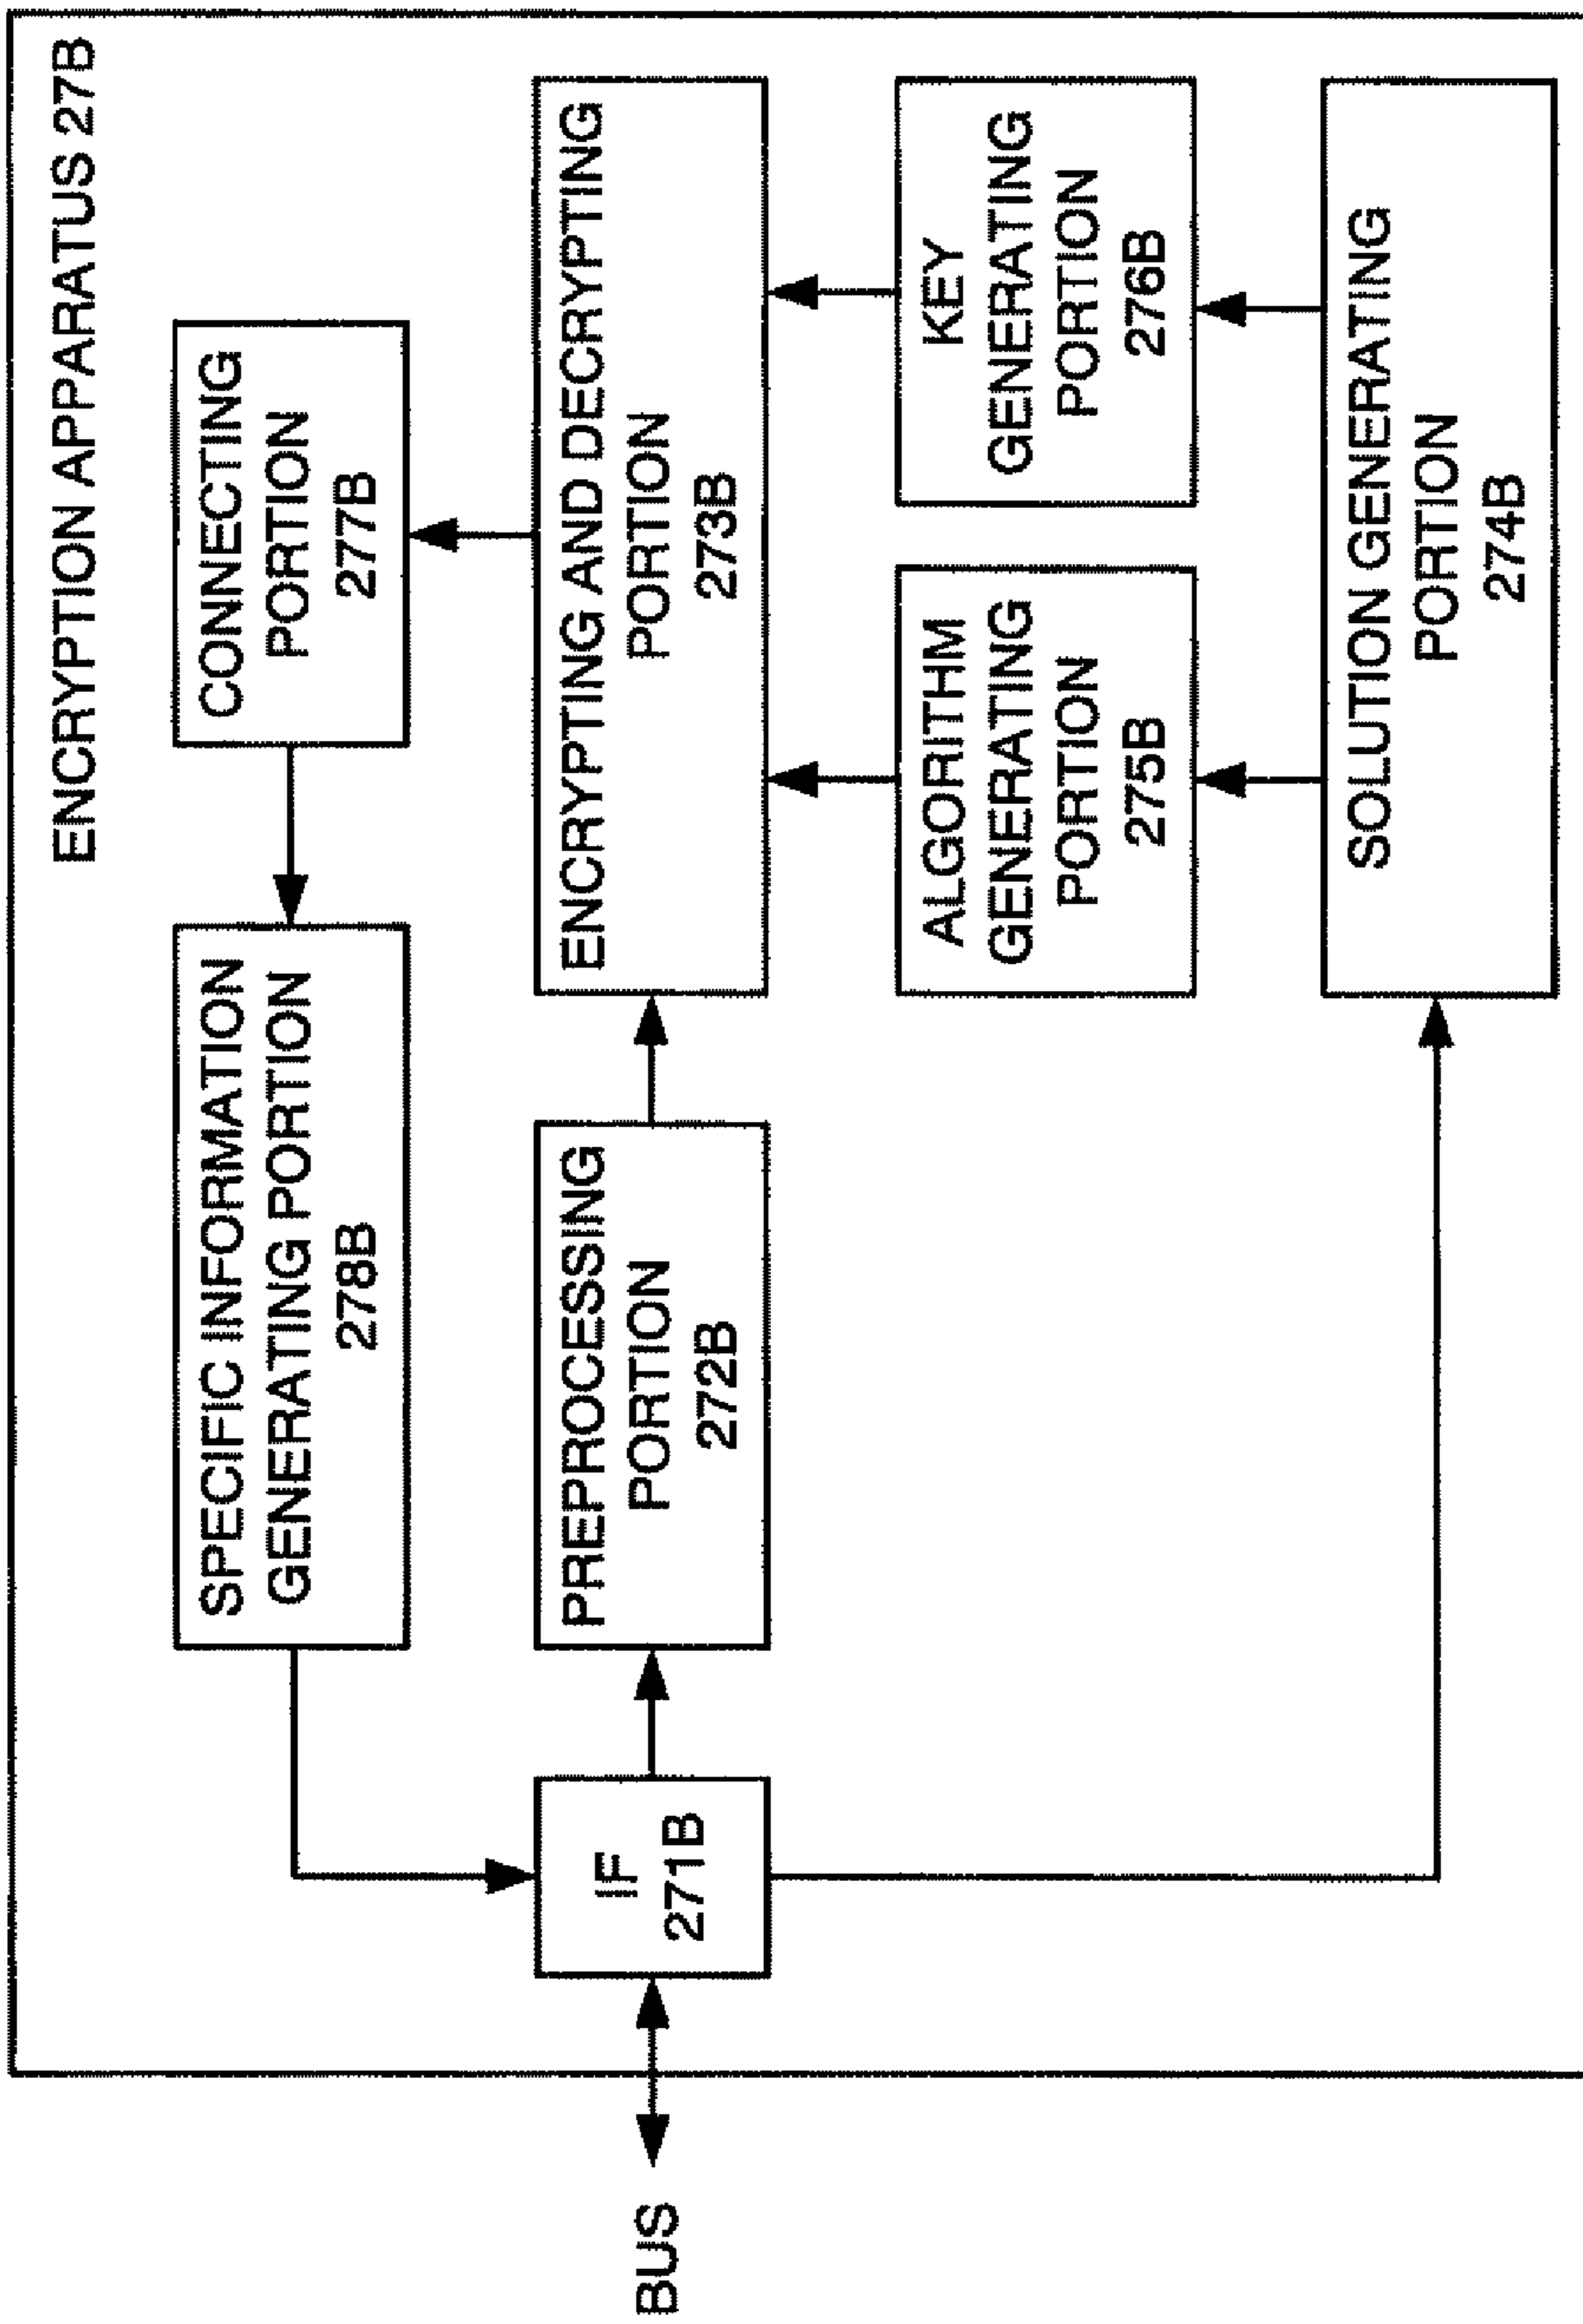 ENCRYPTION APPARATUS 27B
SPECIFIC INFORMATION
GENERATING PORTION
278B
CONNECTING
PORTION
277B
BUS
IF
271B
PREPROCESSING
PORTION
272B
ENCRYPTING AND DECRYPTING
PORTION
273B
ALGORITHM
GENERATING
PORTION
275B
KEY
GENERATING
PORTION
276B
SOLUTION GENERATING
PORTION
274B